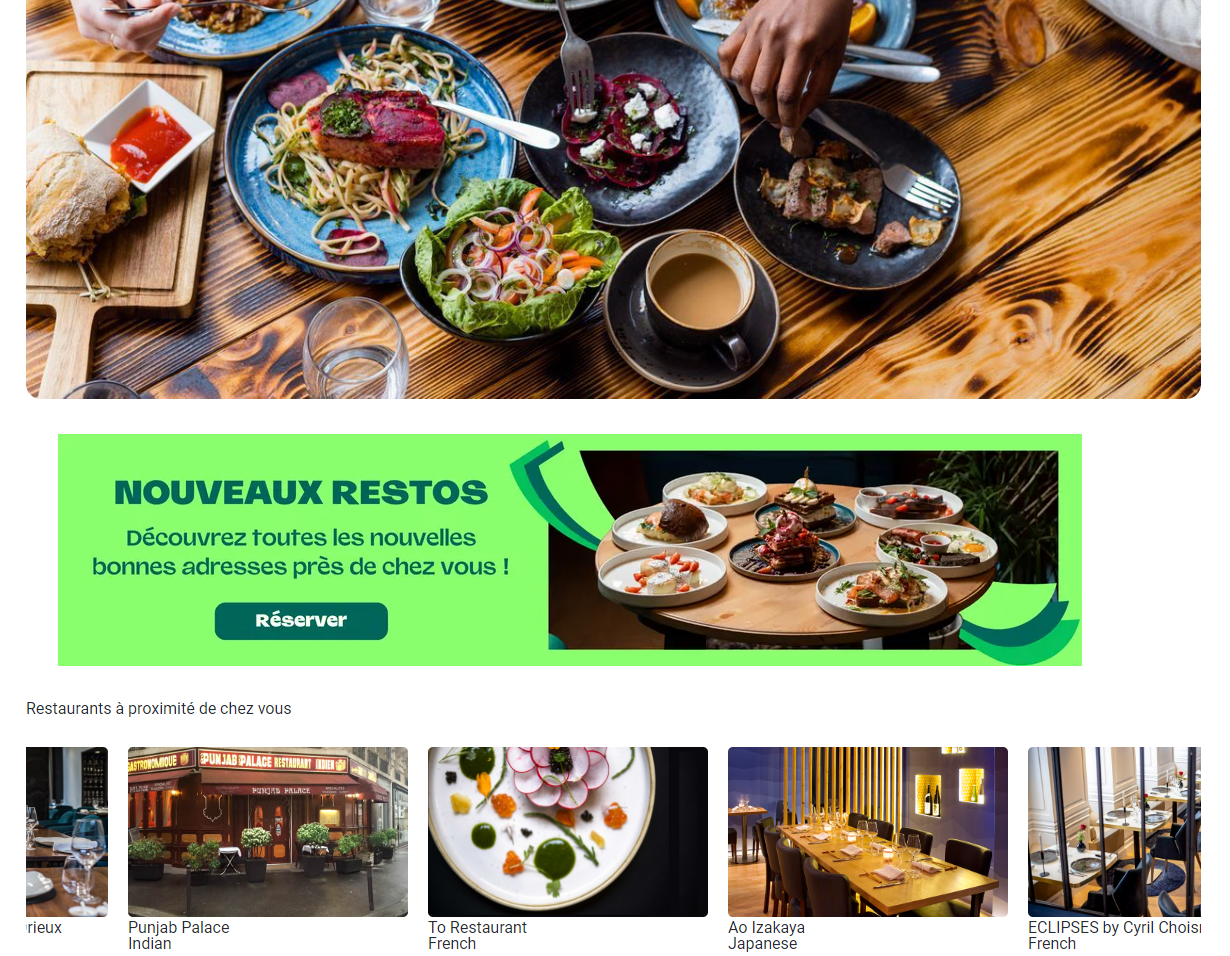 NOUVEAUX RESTOS
Découvrez toutes les nouvelles
bonnes adresses près de chez vous !
Réserver
Restaurants à proximité de chez vous
GASTRONOMIQUE PUNJAB PALACE RESTAURANT INDIEN
PUNJAB PALACE
Punjab Palace
Indian
To Restaurant
French
Ao Izakaya
Japanese
ECLIPSES by Cyril
French